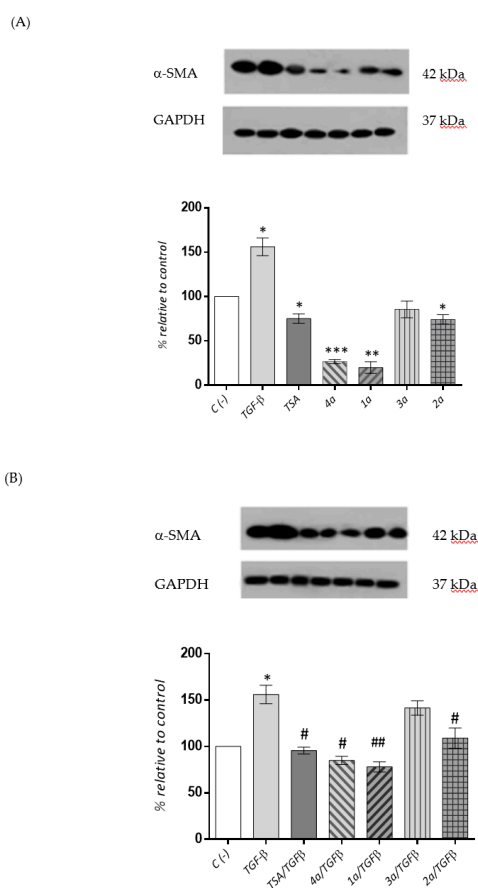 (A)
α-SMA
42 kDa
GAPDH
37 kDa
% relative to control
200
150
100
50
0
*
*
***
**
*
C (-)
TGF-β
TSA
4a
1a
3a
2a
(B)
α-SMA
42 kDa
GAPDH
37 kDa
% relative to control
200
150
100
50
0
*
#
#
##
#
C (-)
TGF-β
TSA/TGFβ
4a/TGFβ
1a/TGFβ
3a/TGFβ
2a/TGFβ